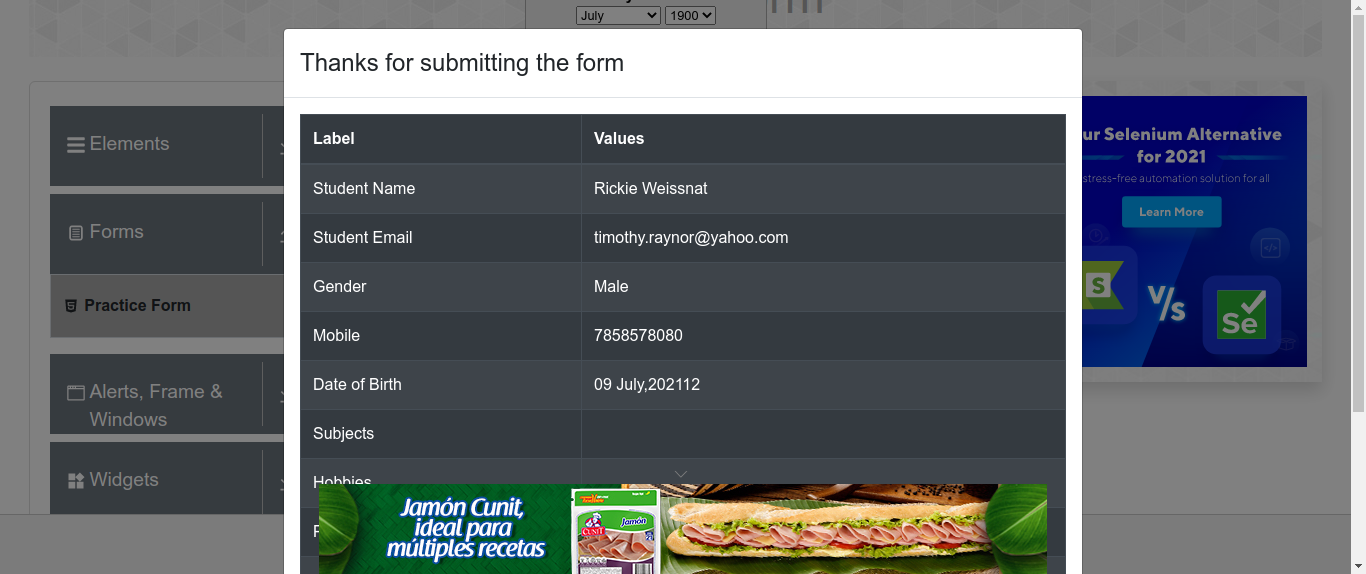 July 1900
Thanks for submitting the form
Label Values
Student Name Rickie Weissnat
Student Email timothy.raynor@yahoo.com
Gender Male
Mobile 7858578080
Date of Birth 09 July,202112
Subjects
Hobbies
Elements
Forms
Practice Form
Alerts, Frame &
Windows
Widgets
Selenium Alternative
for 2021
stress-free automation solution for all
Learn More
S
V/s
Se
Jamón Cunit,
ideal para
múltiples recetas
CUNIT
Jamón